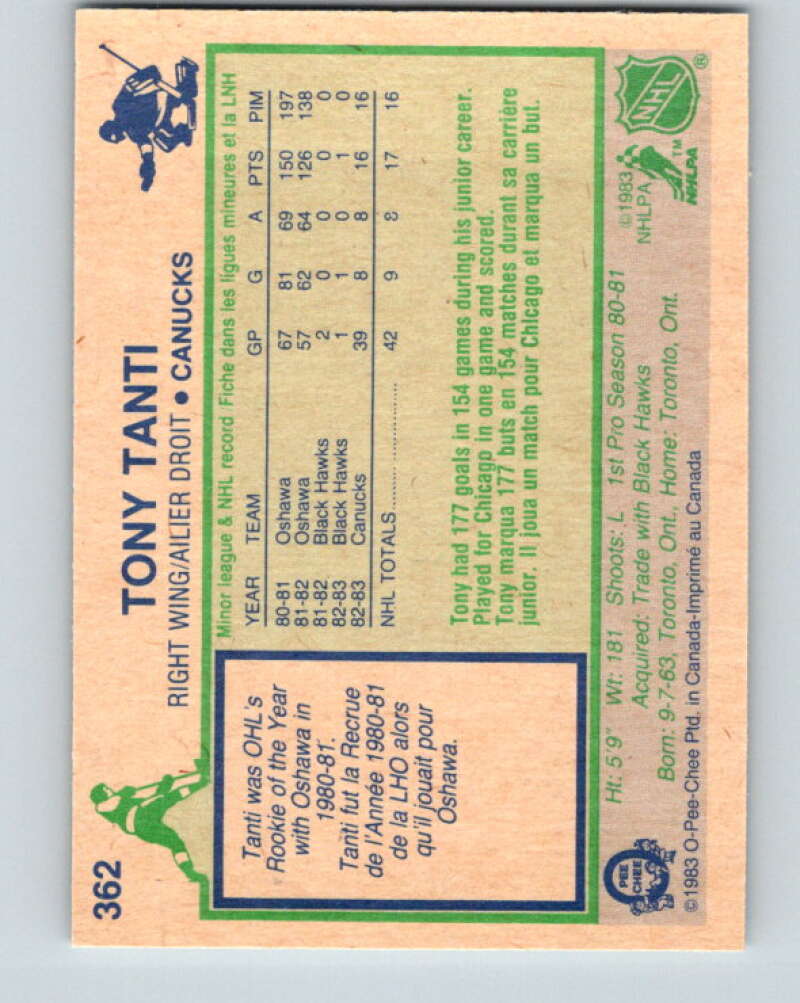 362
TONY TANTI
RIGHT WING/AILIER DROIT • CANUCKS
Tanti was OHL's
Rookie of the Year
with Oshawa in
1980-81.
Tanti fut la Recrue
de l'Année 1980-81
de la LHO alors
qu'il jouait pour
Oshawa.
Minor league & NHL record / Fiche dans les ligues mineures et la LNH
YEAR TEAM GP G A PTS PIM
80-81 Oshawa 67 81 69 150 197
81-82 Oshawa 57 62 64 126 138
81-82 Black Hawks 2 0 0 0 0
82-83 Black Hawks 1 1 0 1 0
82-83 Canucks 39 8 8 16 16
NHL TOTALS 42 9 8 17 16
Tony had 177 goals in 154 games during his junior career.
Played for Chicago in one game and scored.
Tony marqua 177 buts en 154 matches durant sa carrière
junior. Il joua un match pour Chicago et marqua un but.
Ht: 5'9" Wt: 181 Shoots: L 1st Pro Season 80-81
Acquired: Trade with Black Hawks
Born: 9-7-63, Toronto, Ont., Home: Toronto, Ont.
©1983 O-Pee-Chee Ptd. in Canada-Imprimé au Canada
O
PEE
CHEE
©1983
NHLPA
NHLPA
TM
NHL
®